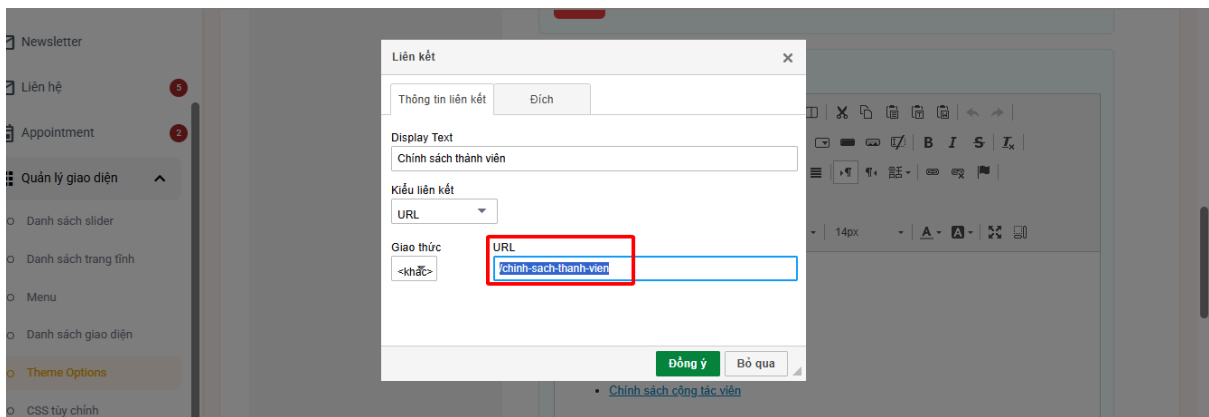 Newsletter
Liên hệ
5
Appointment
2
Quản lý giao diện
Danh sách slider
Danh sách trang tĩnh
Menu
Danh sách giao diện
Theme Options
CSS tùy chỉnh
Liên kết
Thông tin liên kết
Đích
Display Text
Chính sách thành viên
Kiểu liên kết
URL
Giao thức
URL
<khác>
/chinh-sach-thanh-vien
Đồng ý
Bỏ qua
B I S Ix
14px
A A
Chính sách cộng tác viên